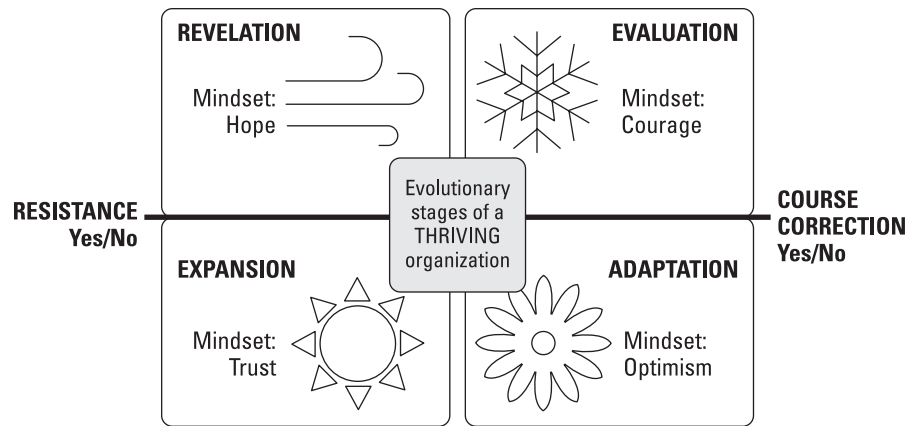 REVELATION
Mindset:
Hope
EVALUATION
Mindset:
Courage
RESISTANCE
Yes/No
Evolutionary
stages of a
THRIVING
organization
COURSE
CORRECTION
Yes/No
EXPANSION
Mindset:
Trust
ADAPTATION
Mindset:
Optimism